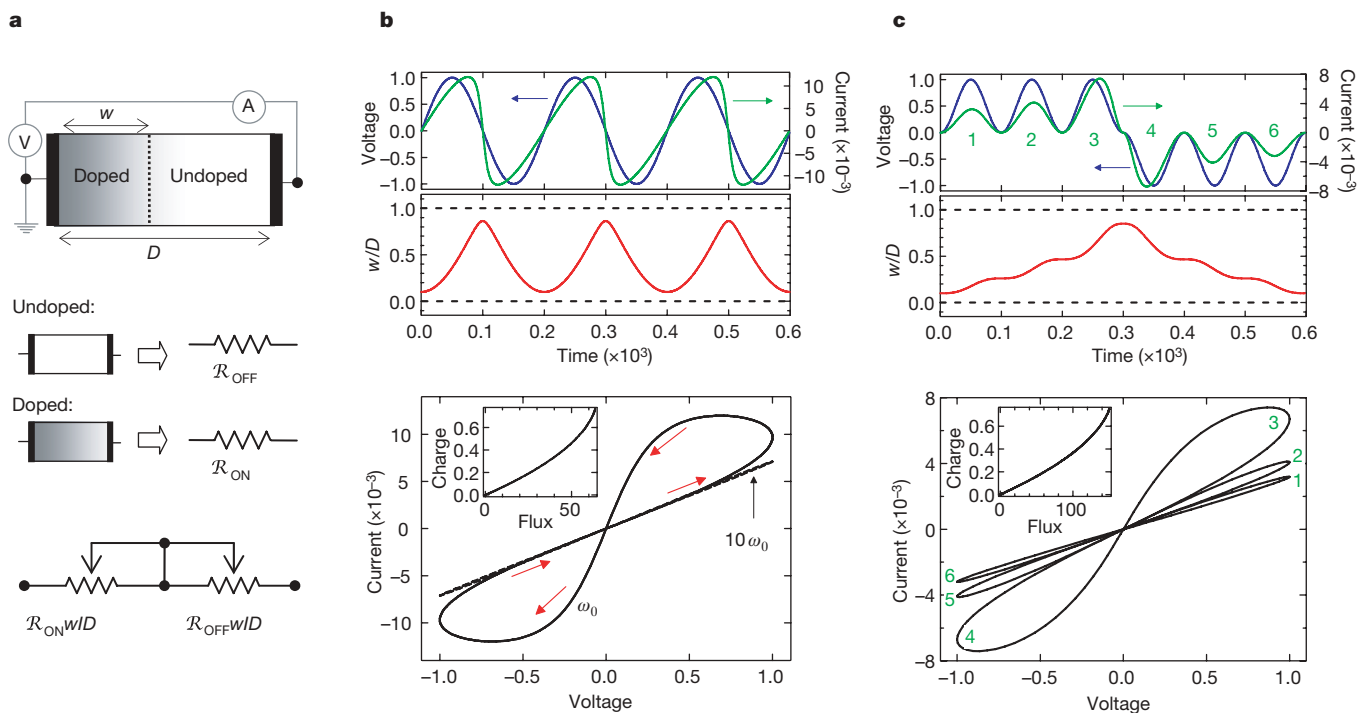 a
A
V
w
Doped
Undoped
D
Undoped:
ℛOFF
Doped:
ℛON
ℛONw/D
ℛOFFw/D
b
Voltage
1.0
0.5
0.0
−0.5
−1.0
Current (×10−3)
10
5
0
−5
−10
w/D
1.0
0.5
0.0
0.0 0.1 0.2 0.3 0.4 0.5 0.6
Time (×10³)
Current (×10−3)
10
5
0
−5
−10
Charge
0.6
0.4
0.2
0.0
0 50
Flux
10 ω0
ω0
−1.0 −0.5 0.0 0.5 1.0
Voltage
c
Voltage
1.0
0.5
0.0
−0.5
−1.0
1 2 3 4 5 6
Current (×10−3)
8
4
0
−4
−8
w/D
1.0
0.5
0.0
0.0 0.1 0.2 0.3 0.4 0.5 0.6
Time (×10³)
Current (×10−3)
8
4
0
−4
−8
Charge
0.6
0.4
0.2
0.0
0 100
Flux
3
2
1
6
5
4
−1.0 −0.5 0.0 0.5 1.0
Voltage